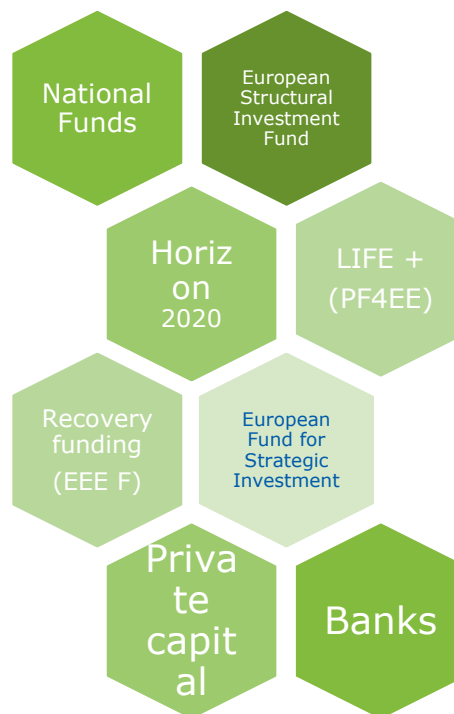 National
Funds
European
Structural
Investment
Fund
Horiz
on
2020
LIFE +
(PF4EE)
Recovery
funding
(EEE F)
European
Fund for
Strategic
Investment
Priva
te
capit
al
Banks